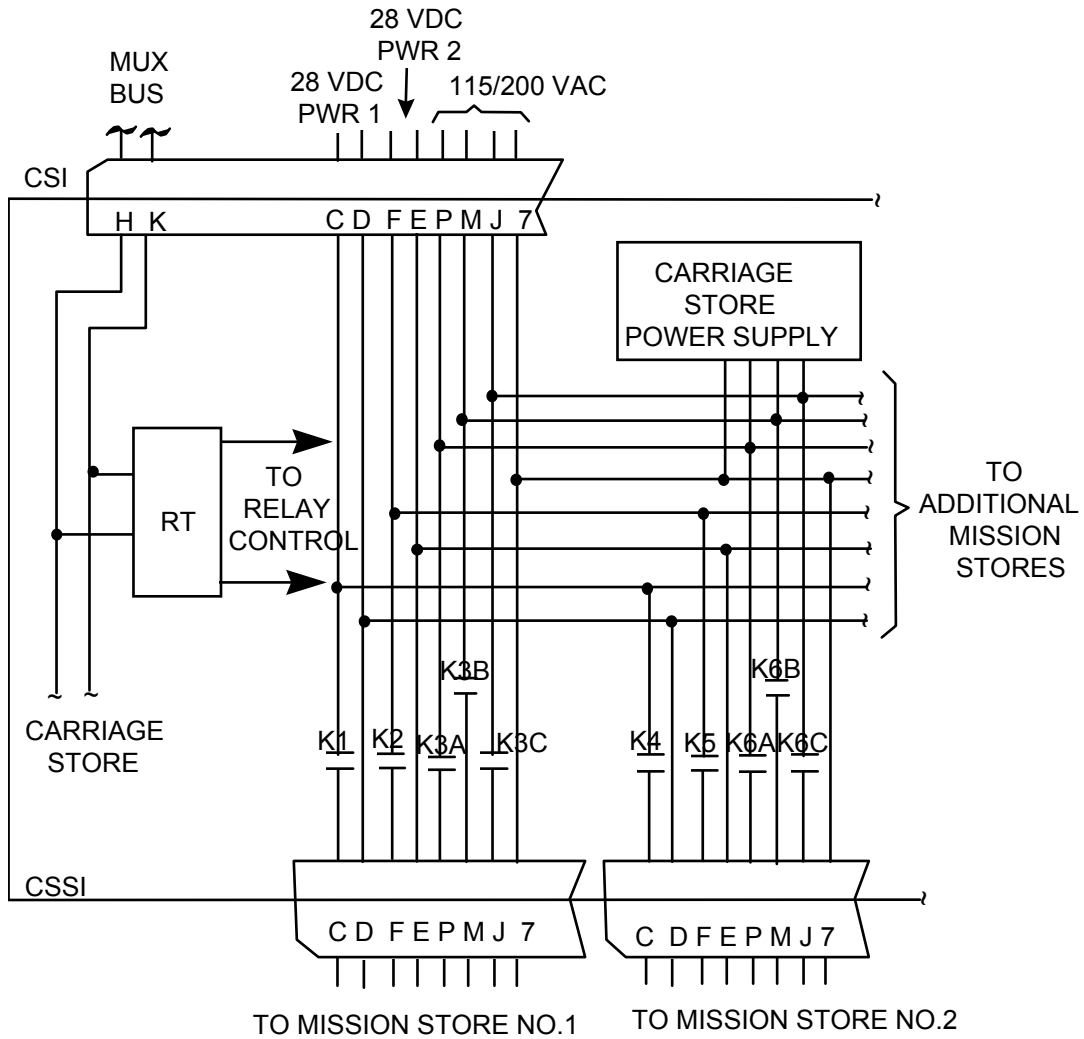 28 VDC
PWR 2
MUX
BUS
28 VDC
PWR 1
115/200 VAC
CSI
H K
C D F E P M J 7
CARRIAGE
STORE
POWER SUPPLY
RT
TO
RELAY
CONTROL
TO
ADDITIONAL
MISSION
STORES
K3B
K6B
CARRIAGE
STORE
K1 K2 K3A K3C
K4 K5 K6A K6C
CSSI
C D F E P M J 7
C D F E P M J 7
TO MISSION STORE NO.1
TO MISSION STORE NO.2